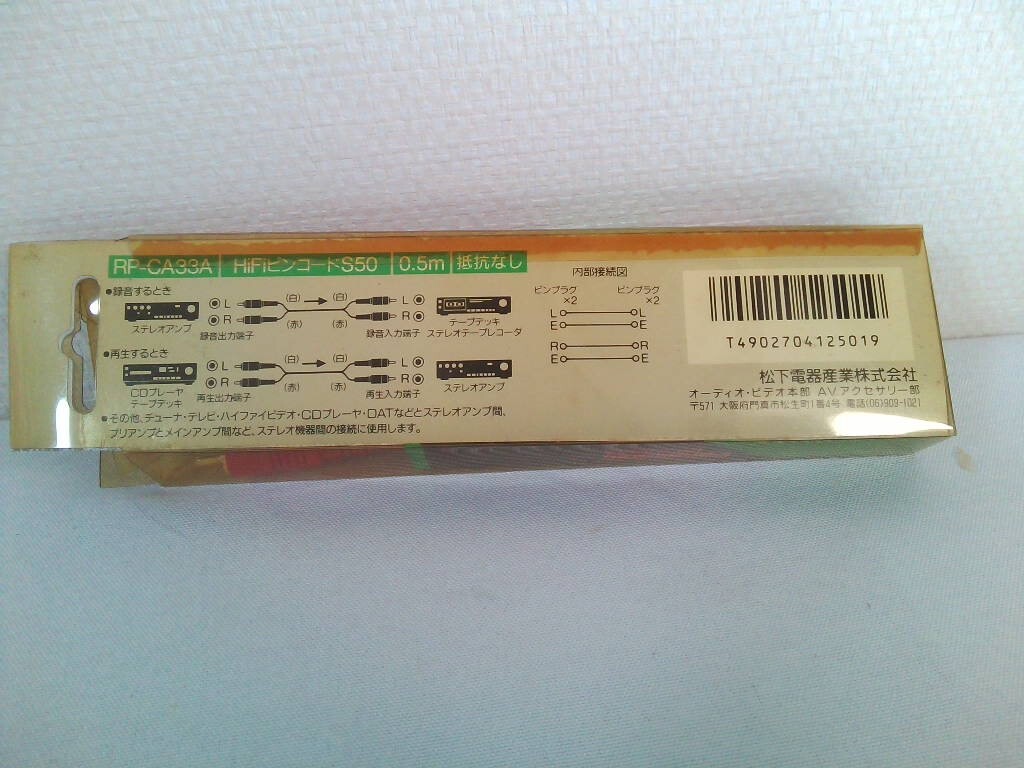 RP-CA33A HiFiピンコードS50 0.5m 抵抗なし
●録音するとき
ステレオアンプ
L (白) (白) L
R (赤) (赤) R
録音出力端子 録音入力端子
テープデッキ
ステレオテープレコーダ
●再生するとき
CDプレーヤ
テープデッキ
L (白) (白) L
R (赤) (赤) R
再生出力端子 再生入力端子
ステレオアンプ
●その他、チューナ・テレビ・ハイファイビデオ・CDプレーヤ・DATなどとステレオアンプ間、
プリアンプとメインアンプ間など、ステレオ機器間の接続に使用します。
内部接続図
ピンプラグ ピンプラグ
×2 ×2
L L
E E
R R
E E
T4902704125019
松下電器産業株式会社
オーディオ・ビデオ本部 AVアクセサリー部
〒571 大阪府門真市松生町1番4号 電話(06)909-1021